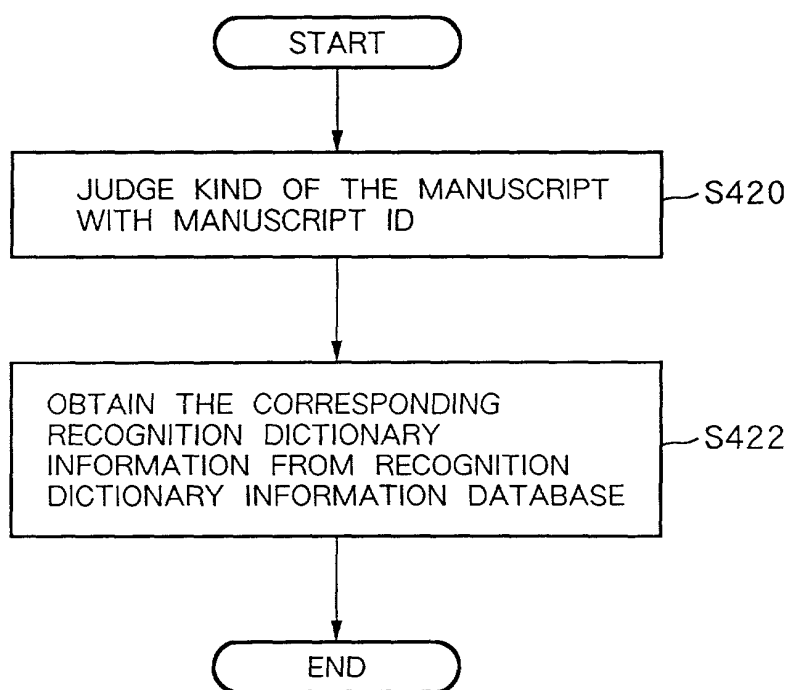 START
JUDGE KIND OF THE MANUSCRIPT
WITH MANUSCRIPT ID
S420
OBTAIN THE CORRESPONDING
RECOGNITION DICTIONARY
INFORMATION FROM RECOGNITION
DICTIONARY INFORMATION DATABASE
S422
END